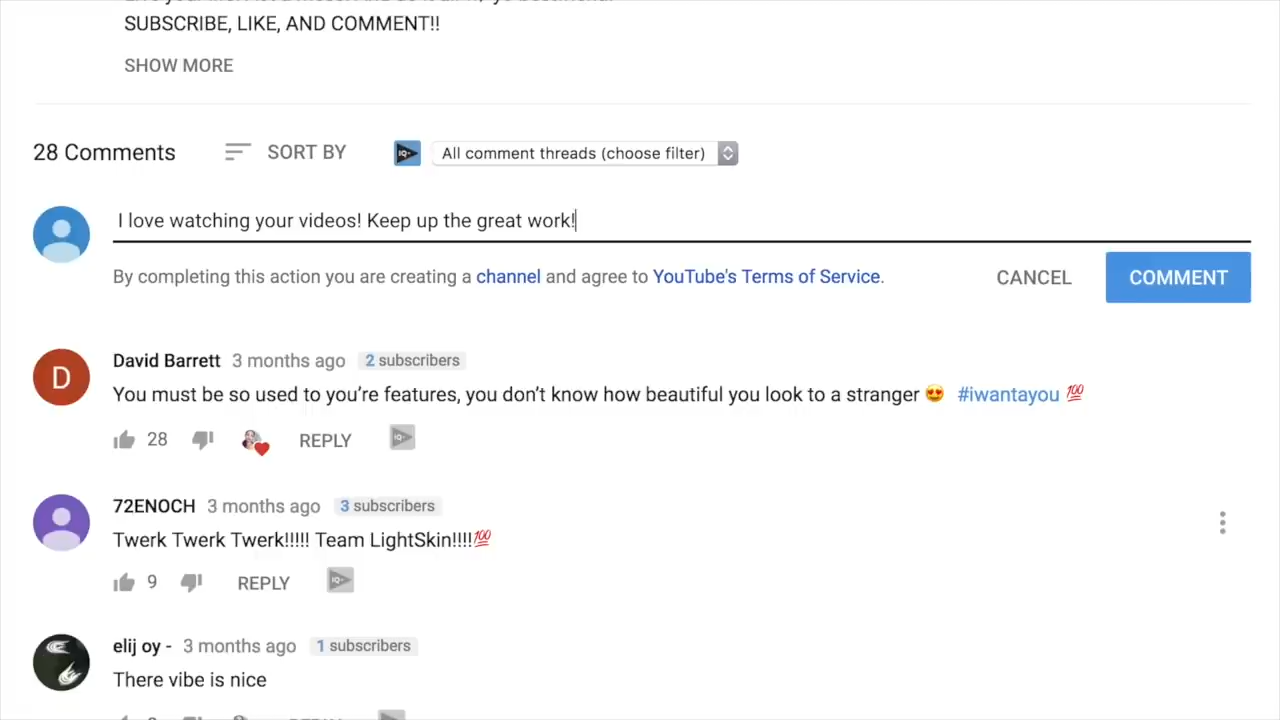 SUBSCRIBE, LIKE, AND COMMENT!!
SHOW MORE
28 Comments SORT BY IQ All comment threads (choose filter)
I love watching your videos! Keep up the great work!
By completing this action you are creating a channel and agree to YouTube's Terms of Service. CANCEL COMMENT
D
David Barrett 3 months ago 2 subscribers
You must be so used to you’re features, you don’t know how beautiful you look to a stranger 😍 #iwantayou 💯
28 REPLY IQ
72ENOCH 3 months ago 3 subscribers
Twerk Twerk Twerk!!!!! Team LightSkin!!!!💯
9 REPLY IQ
elij oy - 3 months ago 1 subscribers
There vibe is nice